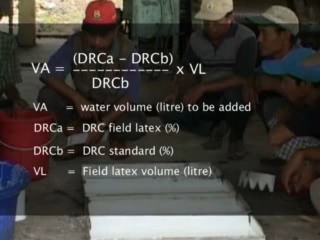 VA = (DRCa - DRCb) x VL
------------
DRCb
VA = water volume (litre) to be added
DRCa = DRC field latex (%)
DRCb = DRC standard (%)
VL = Field latex volume (litre)